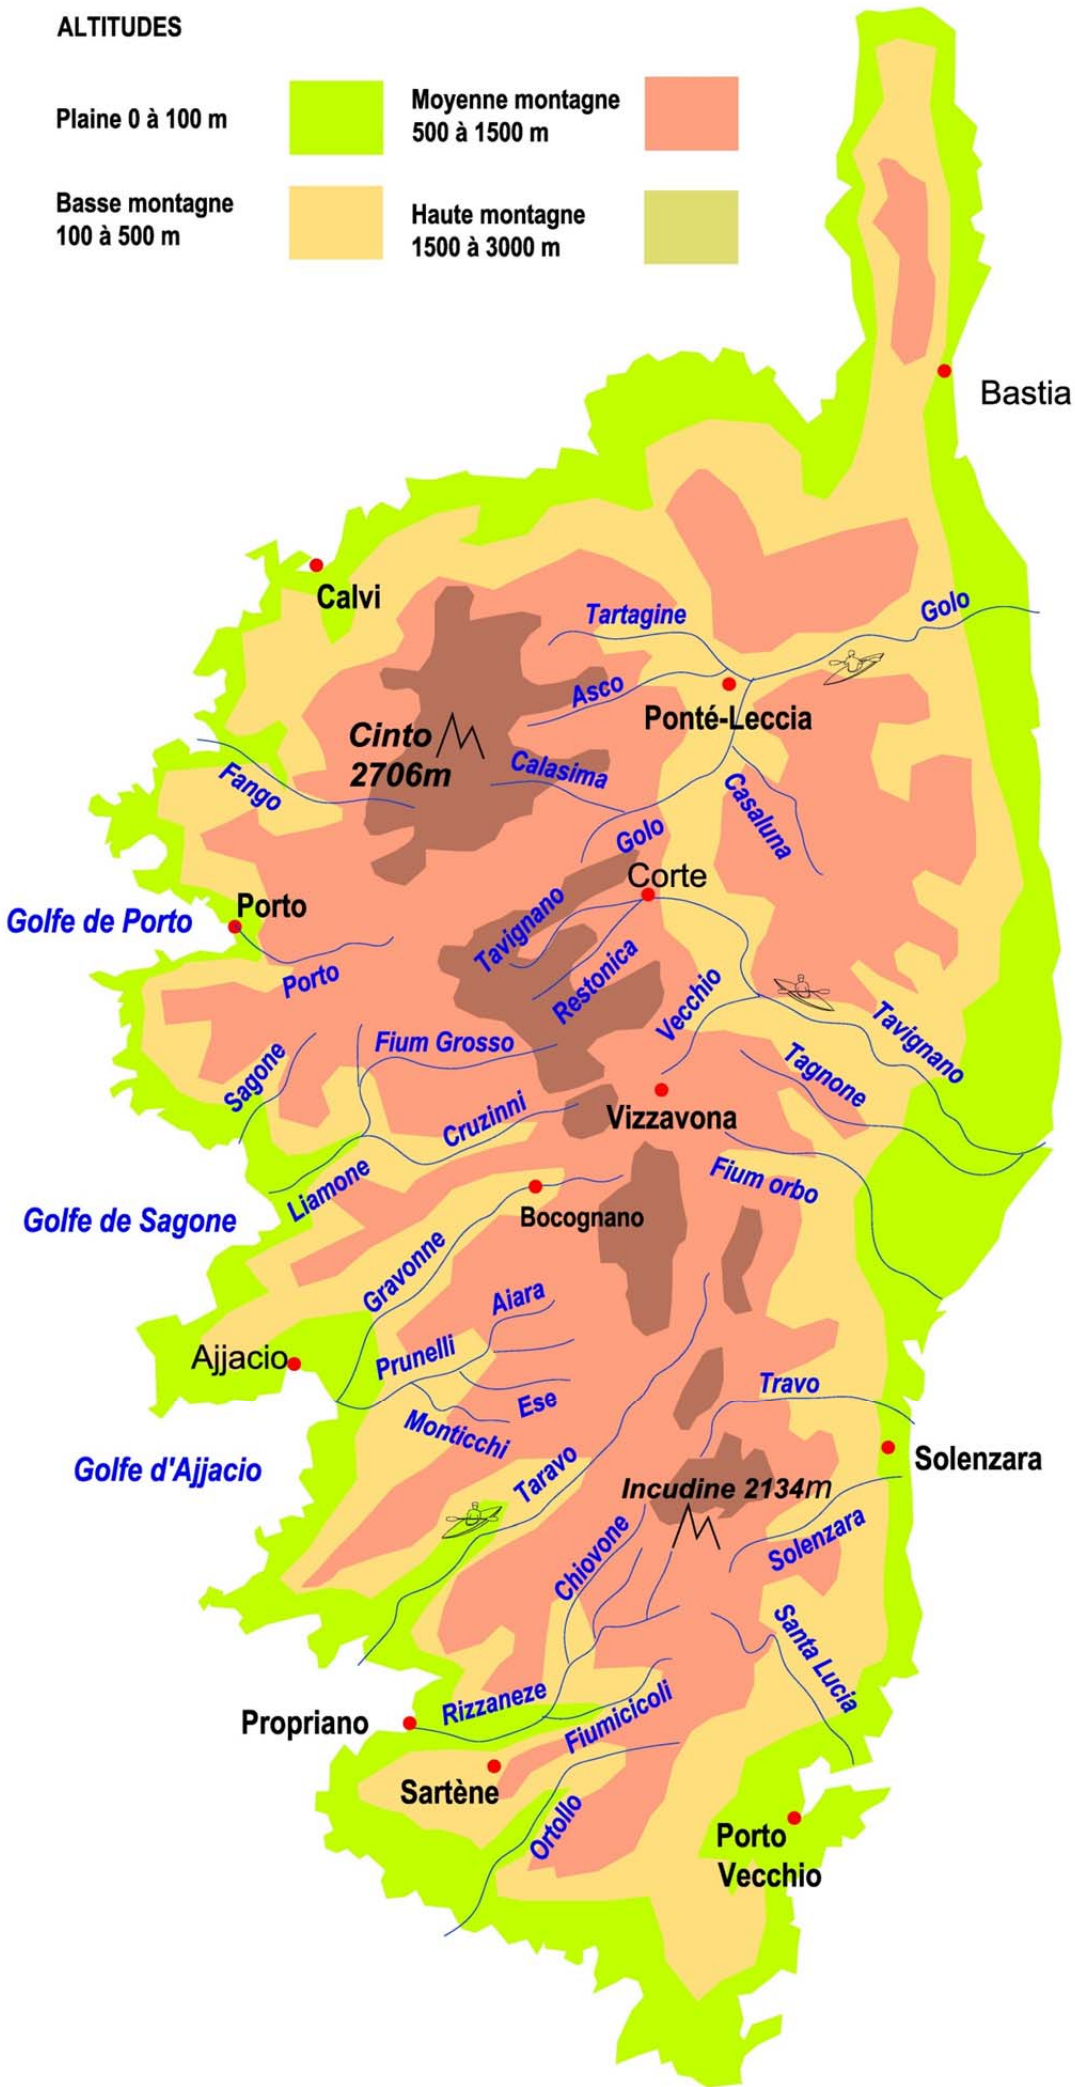 ALTITUDES
Plaine 0 à 100 m
Moyenne montagne
500 à 1500 m
Basse montagne
100 à 500 m
Haute montagne
1500 à 3000 m
Bastia
Calvi
Tartagine
Golo
Asco
Ponté-Leccia
Cinto
2706m
Calasima
Fango
Casaluna
Golo
Corte
Porto
Golfe de Porto
Tavignano
Porto
Restonica
Vecchio
Tavignano
Fium Grosso
Sagone
Tagnone
Cruzinni
Vizzavona
Liamone
Fium orbo
Golfe de Sagone
Bocognano
Gravonne
Aiara
Ajjacio
Prunelli
Travo
Ese
Monticchi
Solenzara
Golfe d'Ajjacio
Taravo
Incudine 2134m
Chiovone
Solenzara
Santa Lucia
Rizzaneze
Propriano
Fiumicicoli
Sartène
Ortollo
Porto
Vecchio